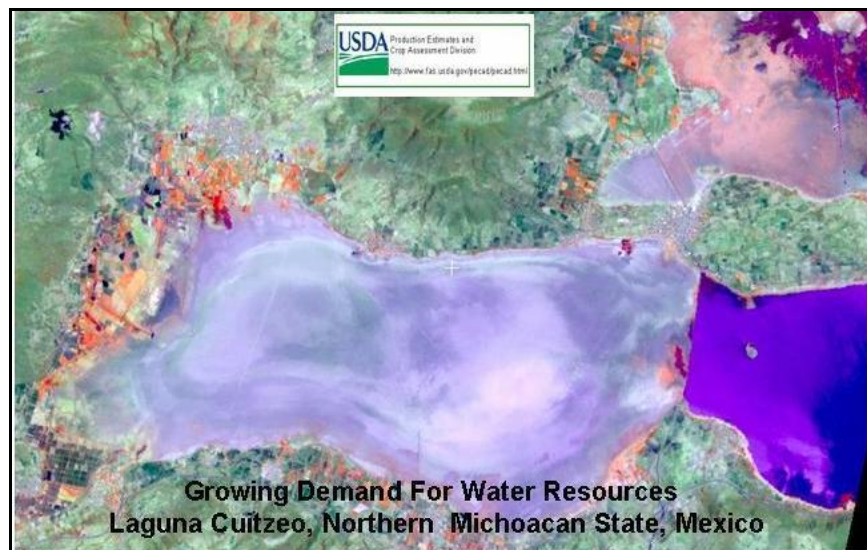 USDA
Production Estimates and
Crop Assessment Division
http://www.fas.usda.gov/pecad/pecad.html
Growing Demand For Water Resources
Laguna Cuitzeo, Northern Michoacan State, Mexico